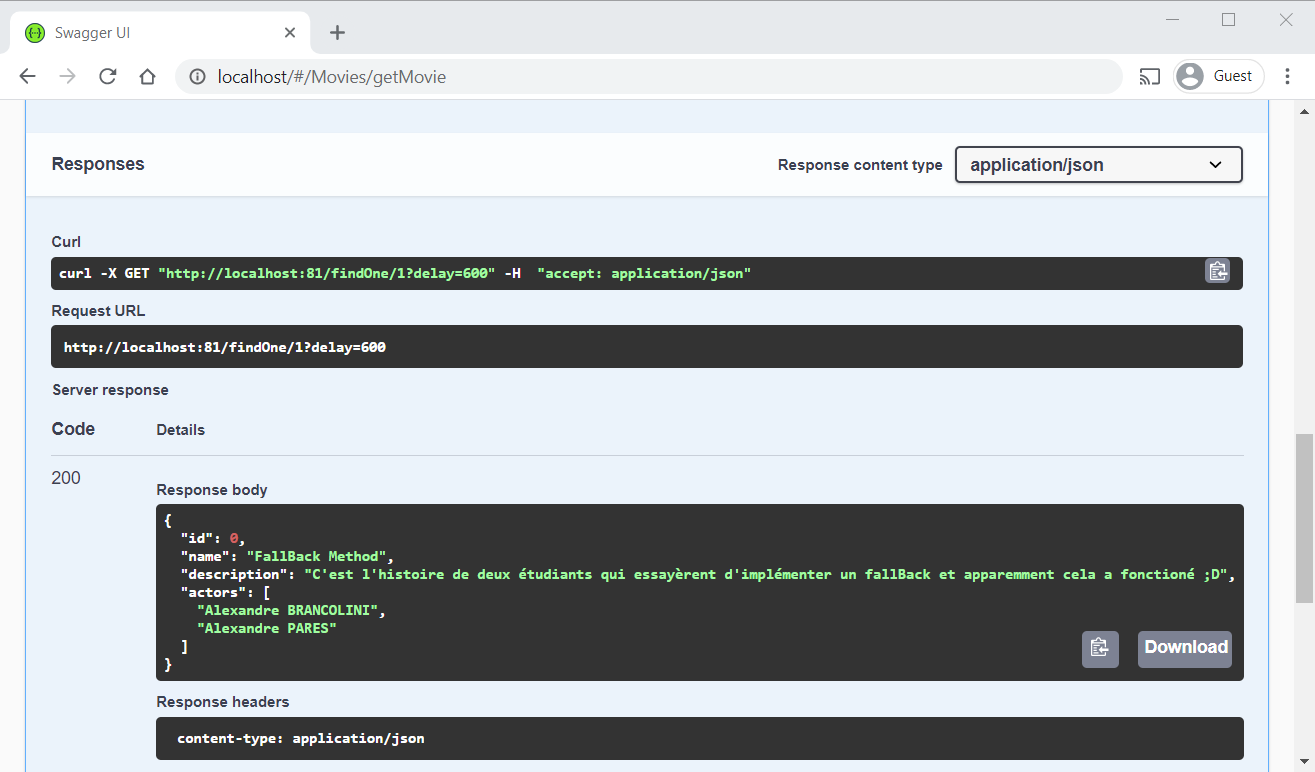 Swagger UI
localhost/#/Movies/getMovie
Guest
Responses
Response content type
application/json
Curl
curl -X GET "http://localhost:81/findOne/1?delay=600" -H  "accept: application/json"
Request URL
http://localhost:81/findOne/1?delay=600
Server response
Code Details
200
Response body
{
  "id": 0,
  "name": "FallBack Method",
  "description": "C'est l'histoire de deux étudiants qui essayèrent d'implémenter un fallBack et apparemment cela a fonctioné ;D",
  "actors": [
    "Alexandre BRANCOLINI",
    "Alexandre PARES"
  ]
}
Download
Response headers
content-type: application/json